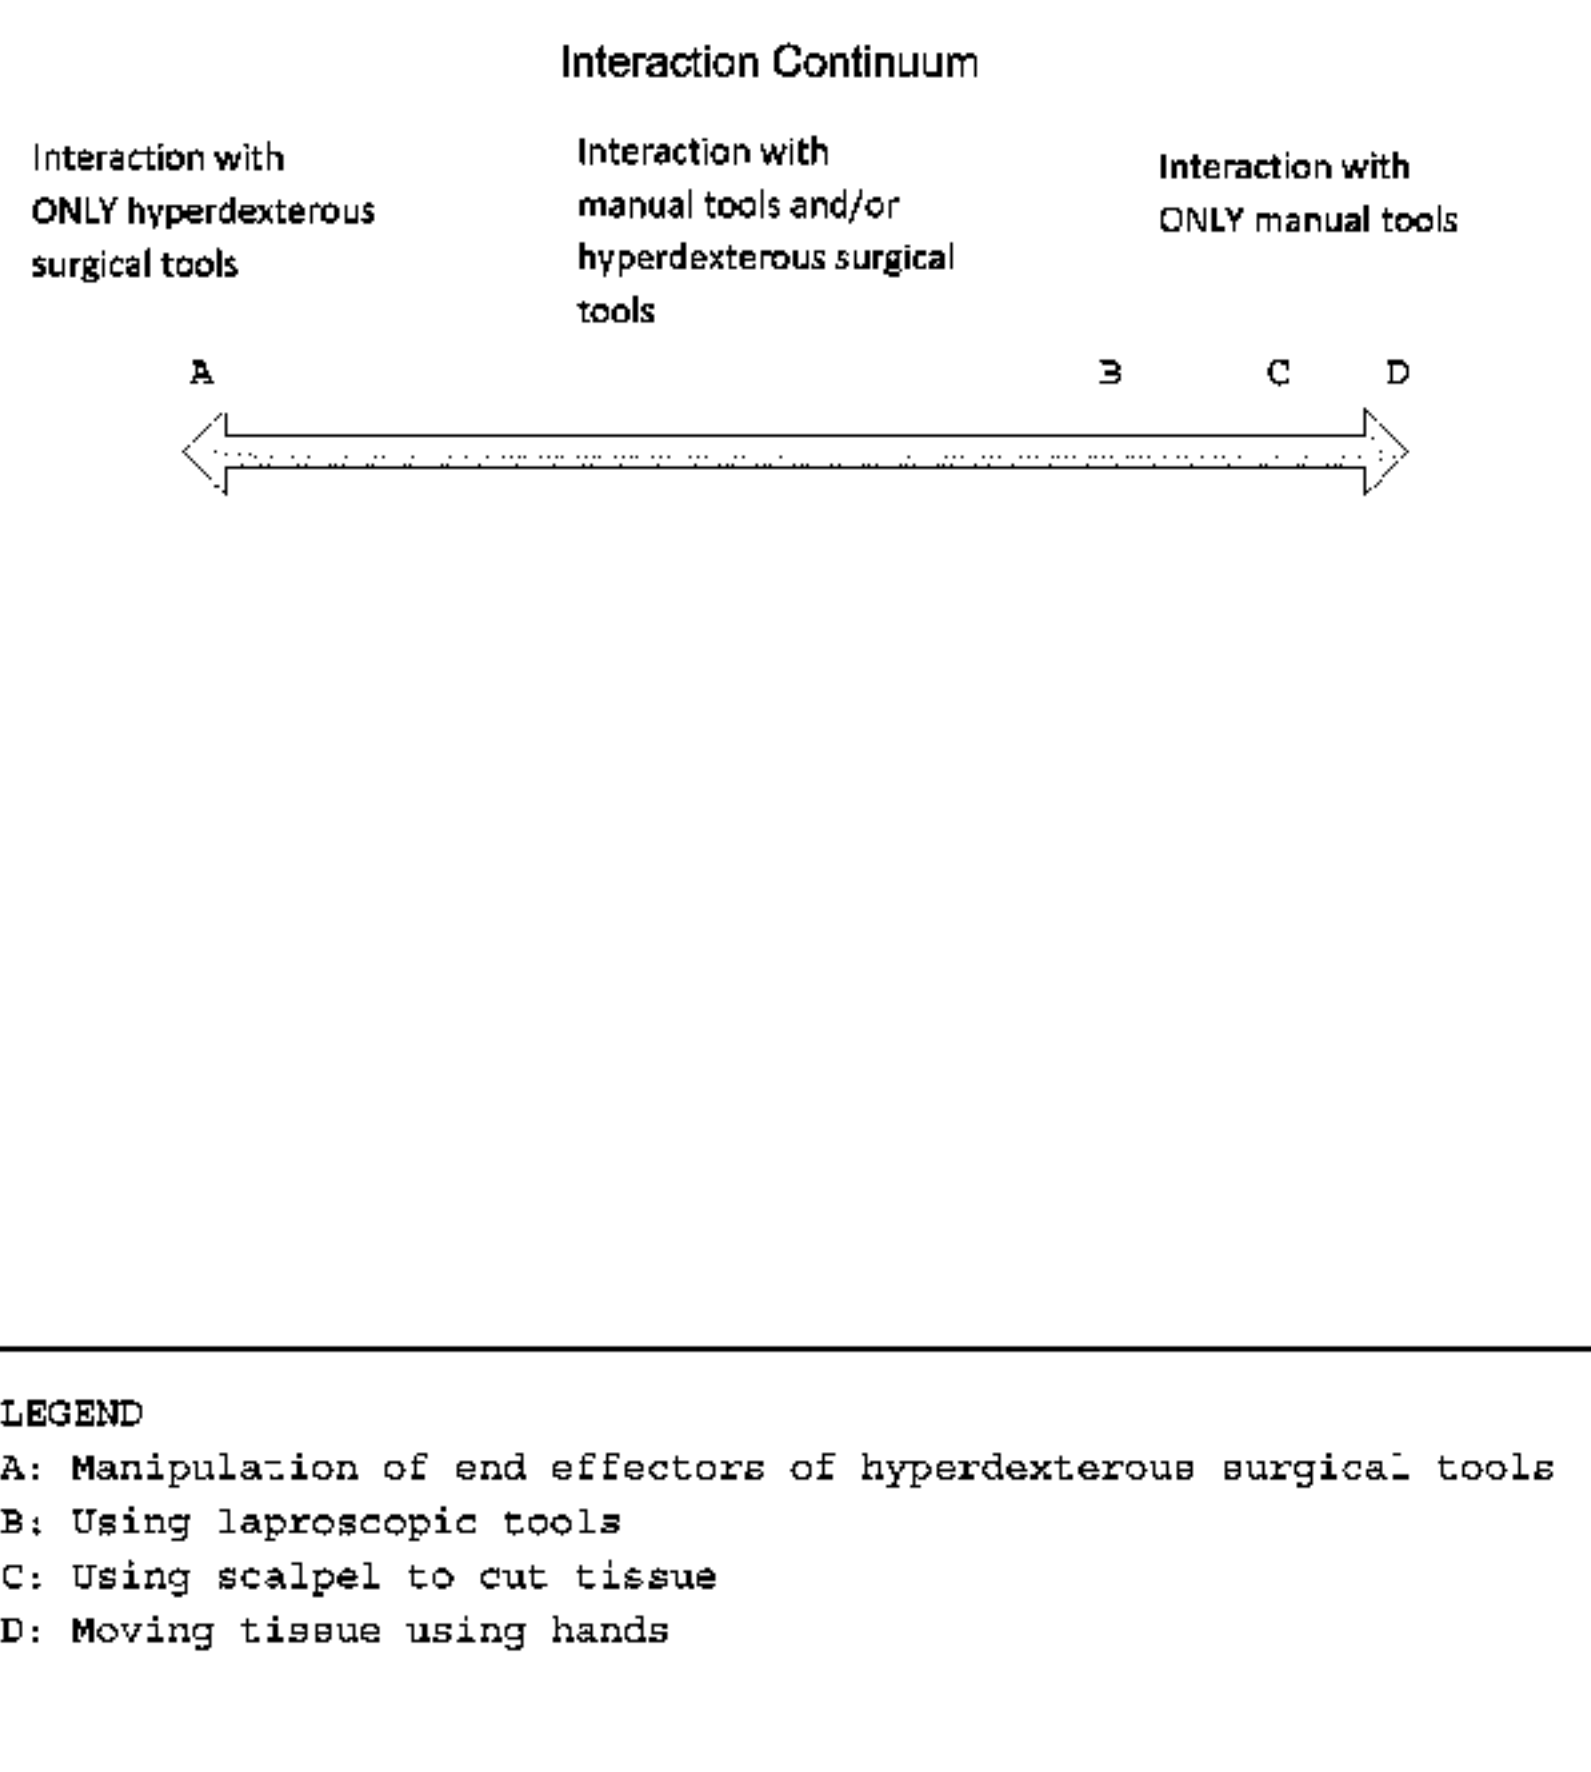 Interaction Continuum
Interaction with
ONLY hyperdexterous
surgical tools
Interaction with
manual tools and/or
hyperdexterous surgical
tools
Interaction with
ONLY manual tools
A B C D
LEGEND
A: Manipulation of end effectors of hyperdexterous surgical tools
B: Using laproscopic tools
C: Using scalpel to cut tissue
D: Moving tissue using hands